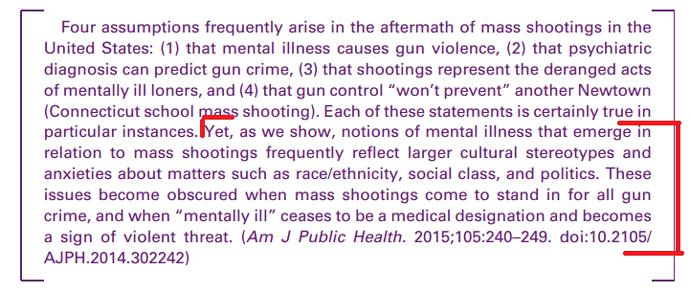 Four assumptions frequently arise in the aftermath of mass shootings in the
United States: (1) that mental illness causes gun violence, (2) that psychiatric
diagnosis can predict gun crime, (3) that shootings represent the deranged acts
of mentally ill loners, and (4) that gun control “won’t prevent” another Newtown
(Connecticut school mass shooting). Each of these statements is certainly true in
particular instances. Yet, as we show, notions of mental illness that emerge in
relation to mass shootings frequently reflect larger cultural stereotypes and
anxieties about matters such as race/ethnicity, social class, and politics. These
issues become obscured when mass shootings come to stand in for all gun
crime, and when “mentally ill” ceases to be a medical designation and becomes
a sign of violent threat. (Am J Public Health. 2015;105:240–249. doi:10.2105/
AJPH.2014.302242)